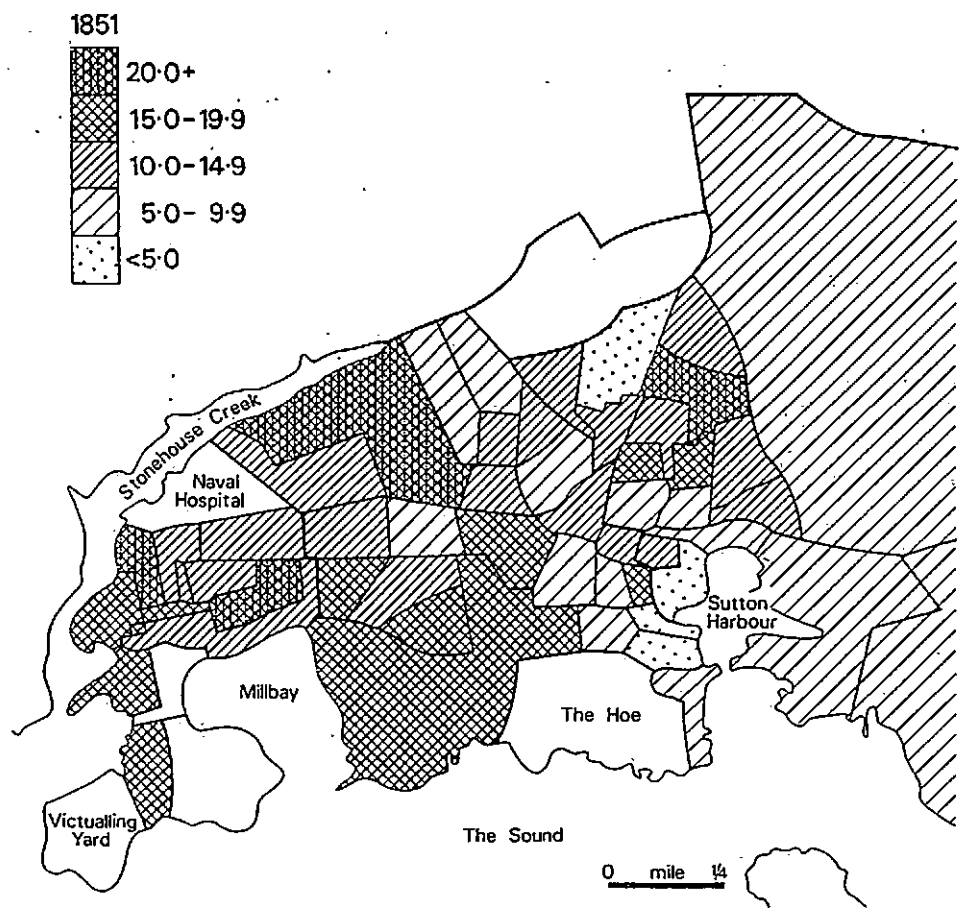 1851
20·0+
15·0–19·9
10·0–14·9
5·0–9·9
<5·0
Stonehouse Creek
Naval
Hospital
Sutton
Harbour
Millbay
The Hoe
Victualling
Yard
The Sound
0 mile 1/4